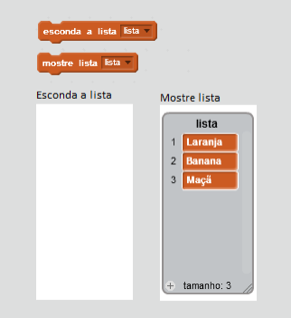 esconda a lista lista
mostre lista lista
Esconda a lista
Mostre lista
lista
1 Laranja
2 Banana
3 Maçã
+ tamanho: 3